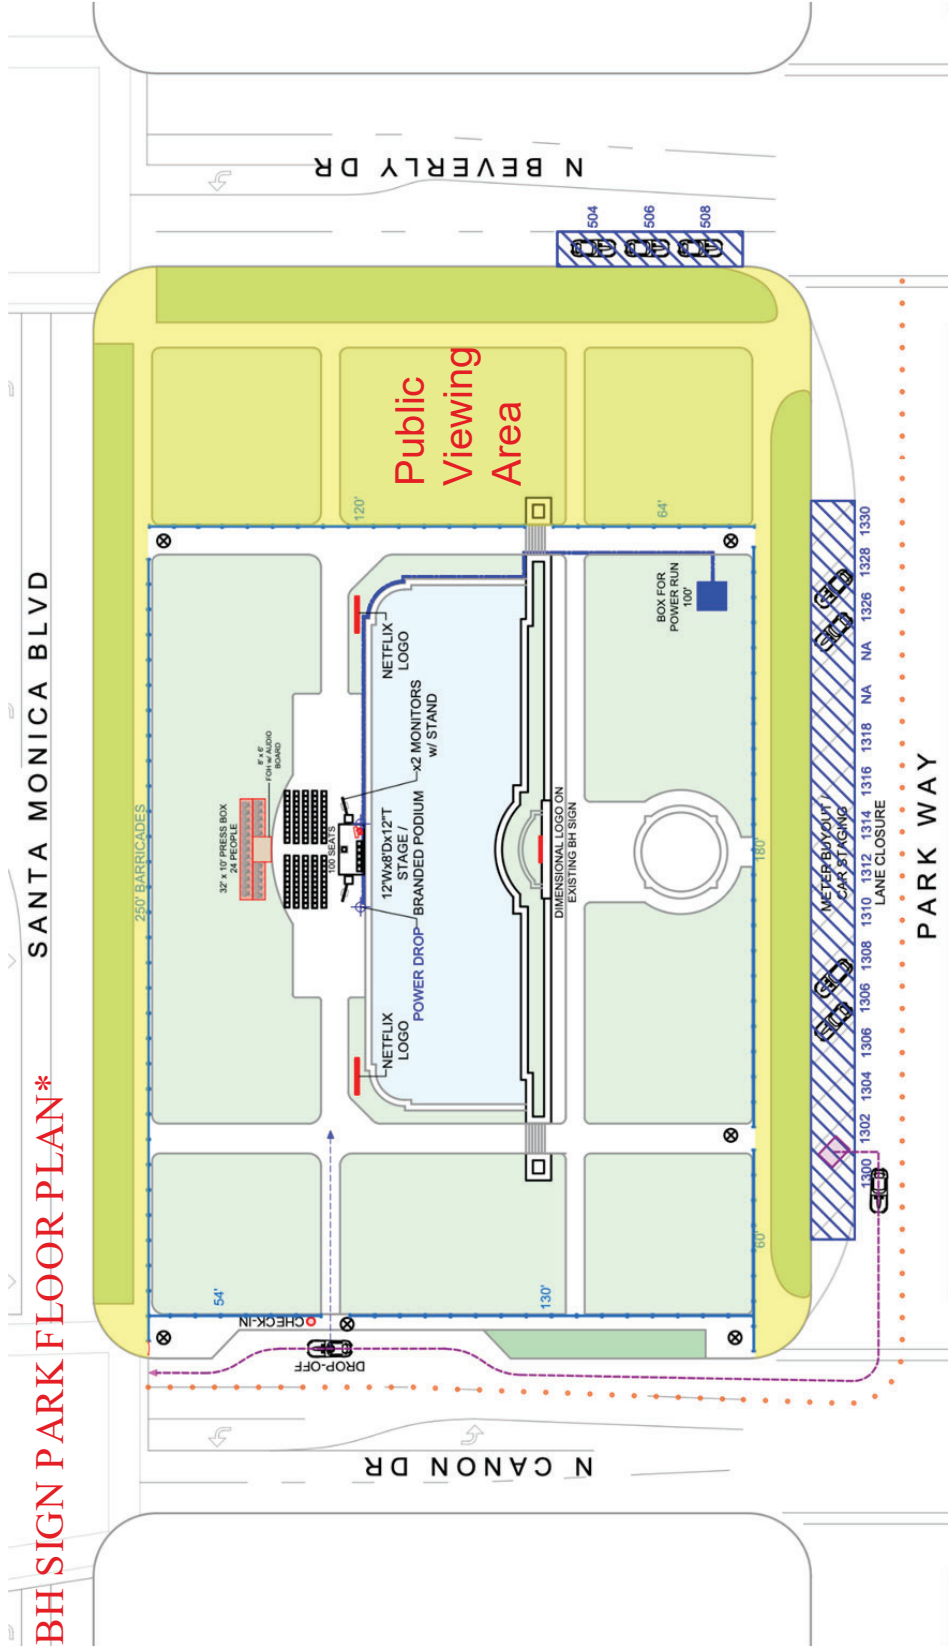 BH SIGN PARK FLOOR PLAN*
SANTA MONICA BLVD
N BEVERLY DR
N CANON DR
PARK WAY
Public
Viewing
Area
250' BARRICADES
120'
64'
54'
130'
180'
60'
32' x 10' PRESS BOX
24 PEOPLE
8' x 6'
FOH w/ AUDIO
BOARD
100 SEATS
NETFLIX
LOGO
NETFLIX
LOGO
x2 MONITORS
w/ STAND
12'Wx8'Dx12"T
STAGE /
BRANDED PODIUM
POWER DROP
DIMENSIONAL LOGO ON
EXISTING BH SIGN
BOX FOR
POWER RUN
100'
CHECK-IN
DROP-OFF
504
506
508
METER BUYOUT /
CAR STAGING
1300 1302 1304 1306 1306 1308 1310 1312 1314 1316 1318 NA NA 1326 1328 1330
LANE CLOSURE